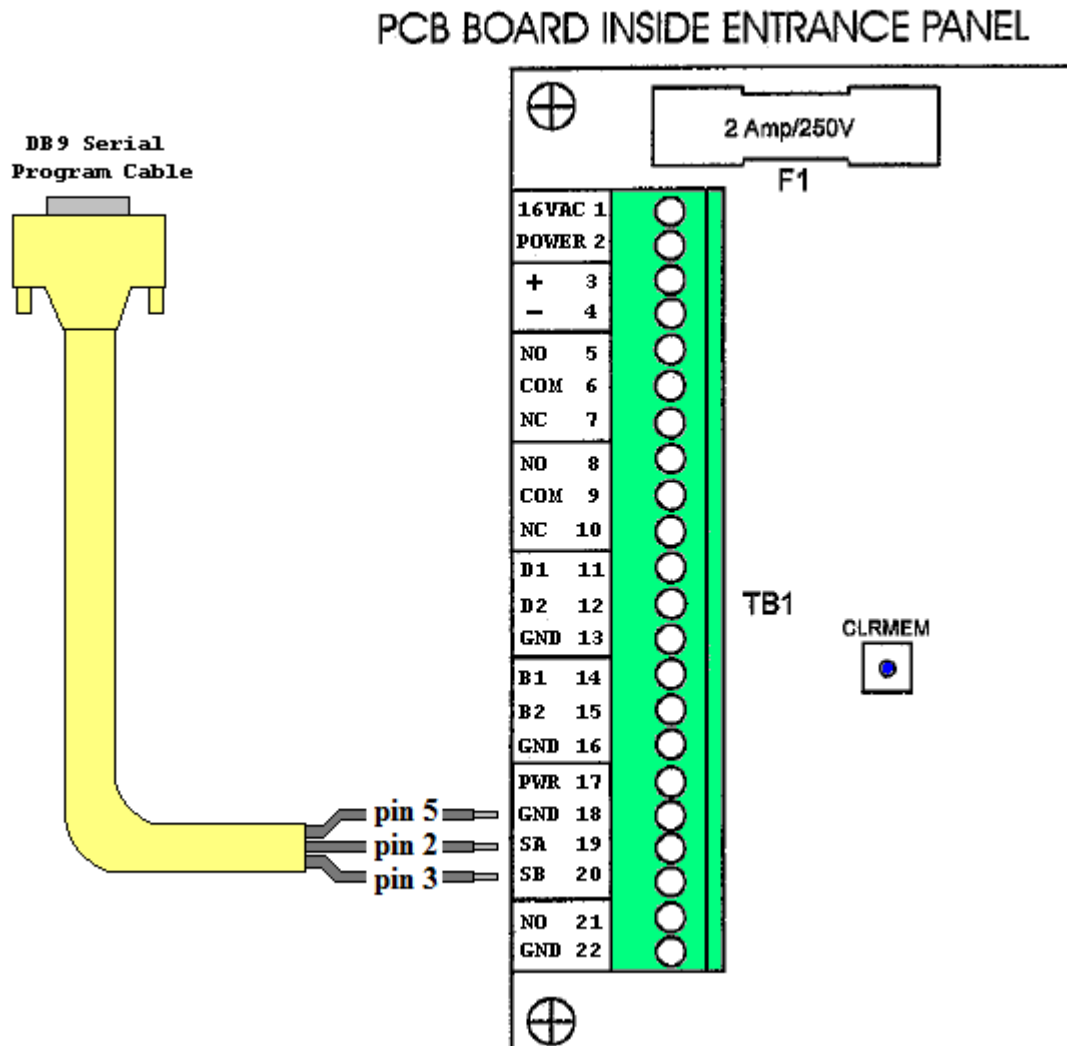 PCB BOARD INSIDE ENTRANCE PANEL
DB9 Serial
Program Cable
2 Amp/250V
F1
16VAC 1
POWER 2
+ 3
- 4
NO 5
COM 6
NC 7
NO 8
COM 9
NC 10
D1 11
D2 12
GND 13
TB1
CLRMEM
B1 14
B2 15
GND 16
PWR 17
pin 5
GND 18
pin 2
SA 19
pin 3
SB 20
NO 21
GND 22